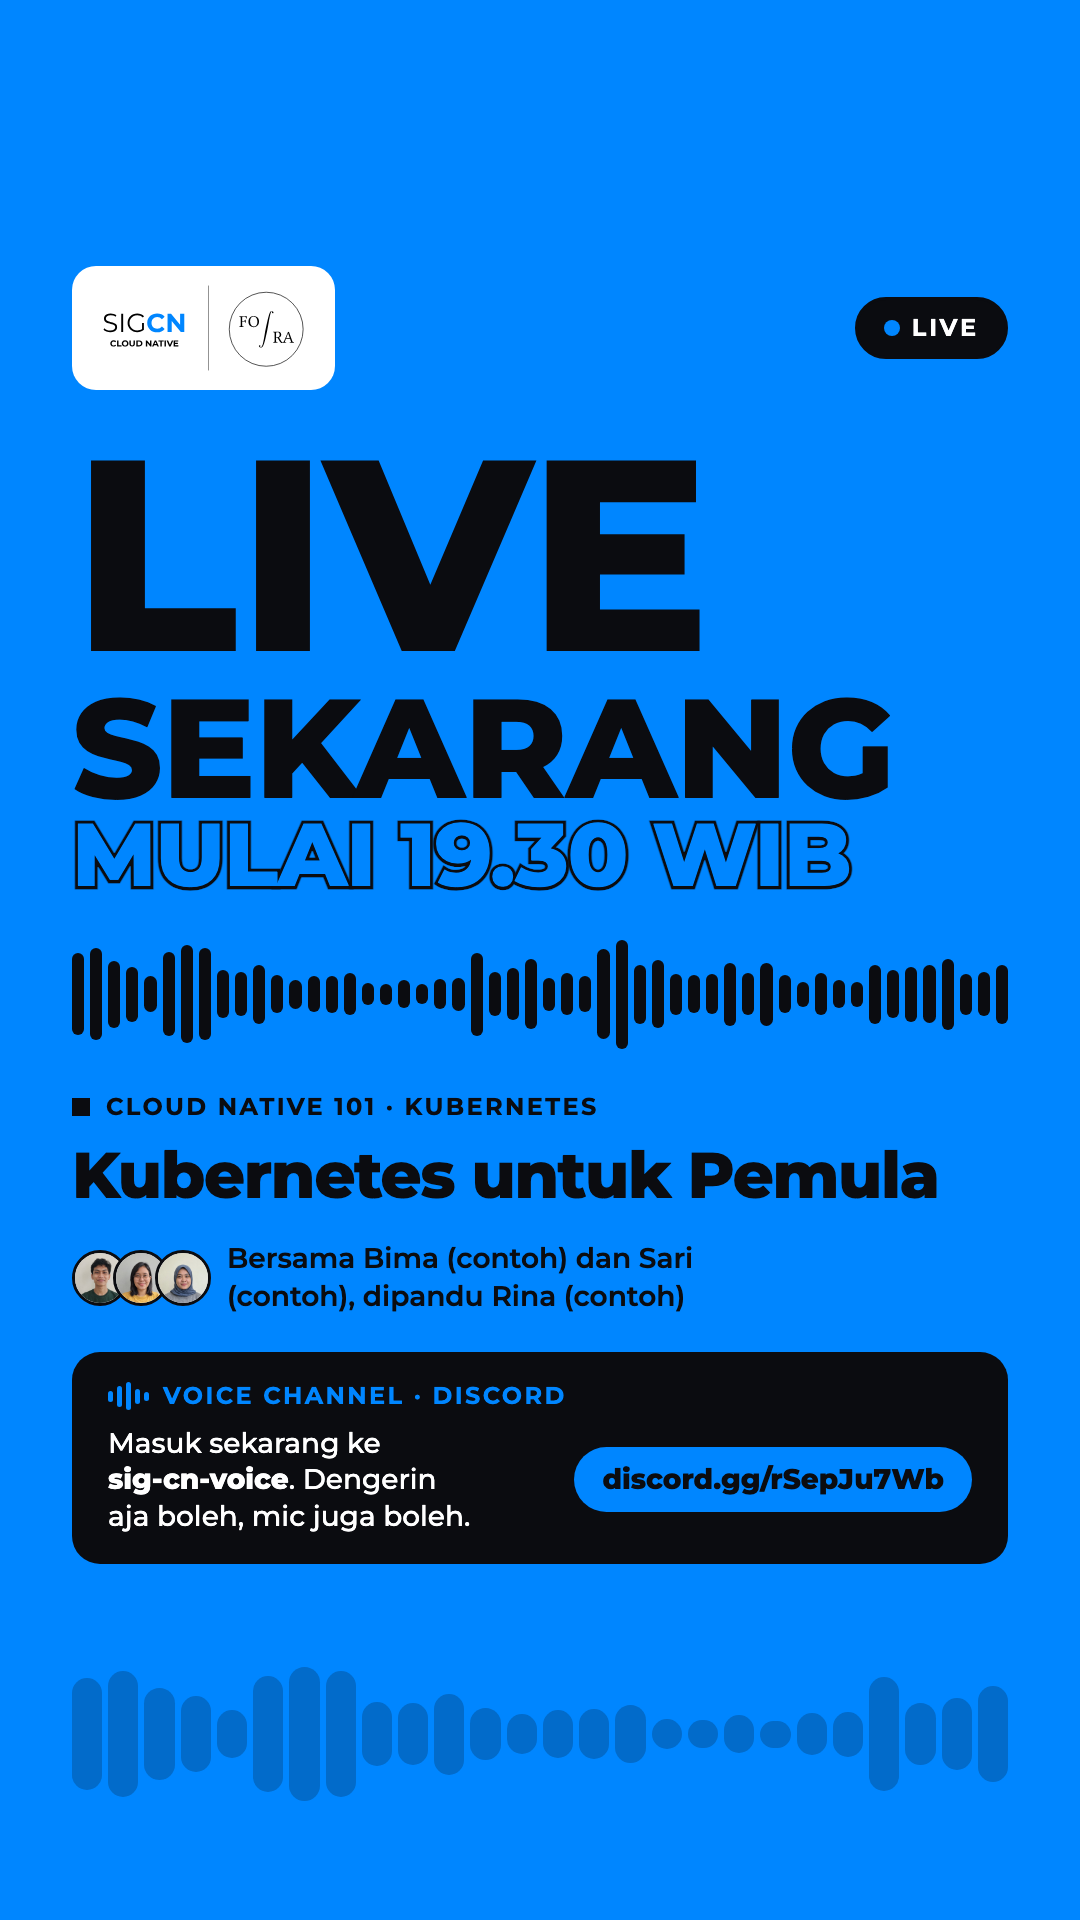 SIGCN
CLOUD NATIVE
FO
RA
LIVE
LIVE
SEKARANG
MULAI 19.30 WIB
CLOUD NATIVE 101 · KUBERNETES
Kubernetes untuk Pemula
Bersama Bima (contoh) dan Sari
(contoh), dipandu Rina (contoh)
VOICE CHANNEL · DISCORD
Masuk sekarang ke
sig-cn-voice. Dengerin
aja boleh, mic juga boleh.
discord.gg/rSepJu7Wb